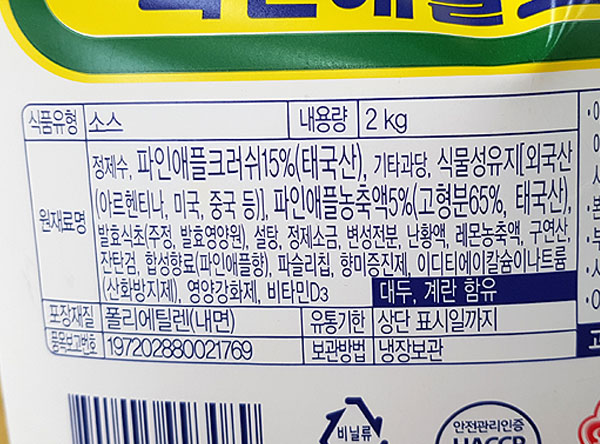 식품유형 소스 내용량 2 kg
정제수, 파인애플크러쉬15%(태국산), 기타과당, 식물성유지[외국산
(아르헨티나, 미국, 중국 등)], 파인애플농축액5%(고형분65%, 태국산),
원재료명
발효식초(주정, 발효영양원), 설탕, 정제소금, 변성전분, 난황액, 레몬농축액, 구연산,
잔탄검, 합성향료(파인애플향), 파슬리칩, 향미증진제, 이디티에이칼슘이나트륨
(산화방지제), 영양강화제, 비타민D3 대두, 계란 함유
포장재질 폴리에틸렌(내면) 유통기한 상단 표시일까지
품목보고번호 197202880021769 보관방법 냉장보관
비닐류
안전관리인증
HACCP